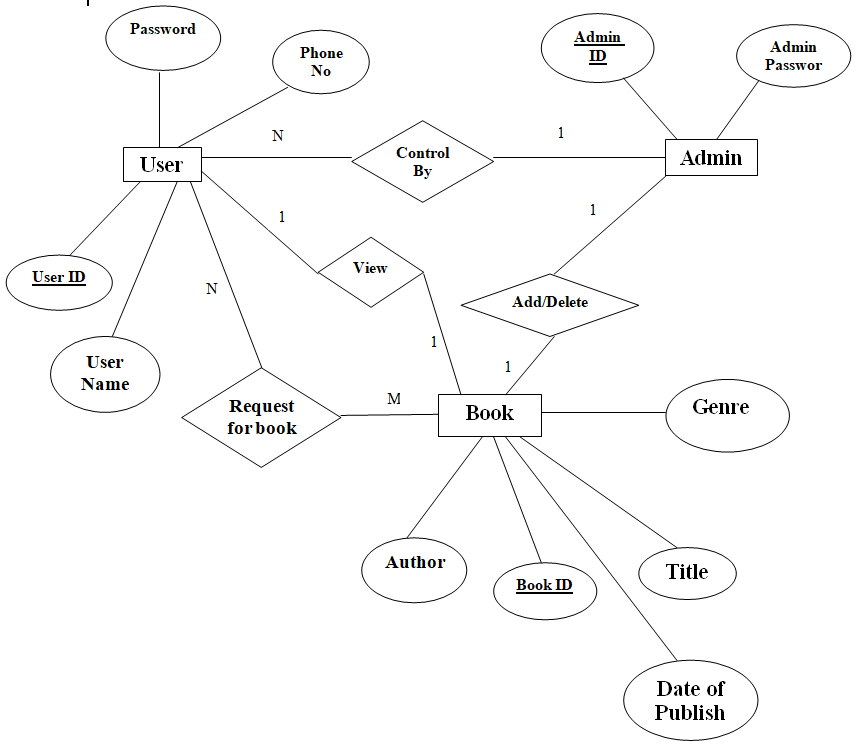 Password
Phone
No
Admin
ID
Admin
Passwor
N
Control
By
1
User
Admin
1
1
View
User ID
N
Add/Delete
1
1
User
Name
Request
for book
M
Book
Genre
Author
Book ID
Title
Date of
Publish